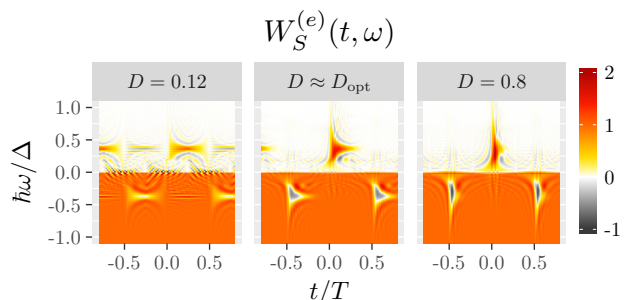 W_S^{(e)}(t, ω)
D = 0.12 D ≈ D_opt D = 0.8
1.0
0.5
0.0
-0.5
-1.0
ħω/Δ
-0.5 0.0 0.5 -0.5 0.0 0.5 -0.5 0.0 0.5
t/T
2
1
0
-1